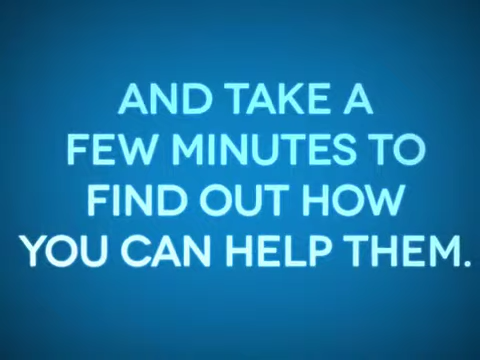 AND TAKE A
FEW MINUTES TO
FIND OUT HOW
YOU CAN HELP THEM.